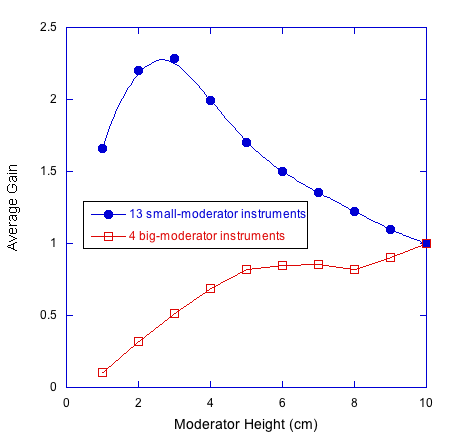 2.5
2
1.5
1
0.5
0
Average Gain
13 small-moderator instruments
4 big-moderator instruments
0 2 4 6 8 10
Moderator Height (cm)